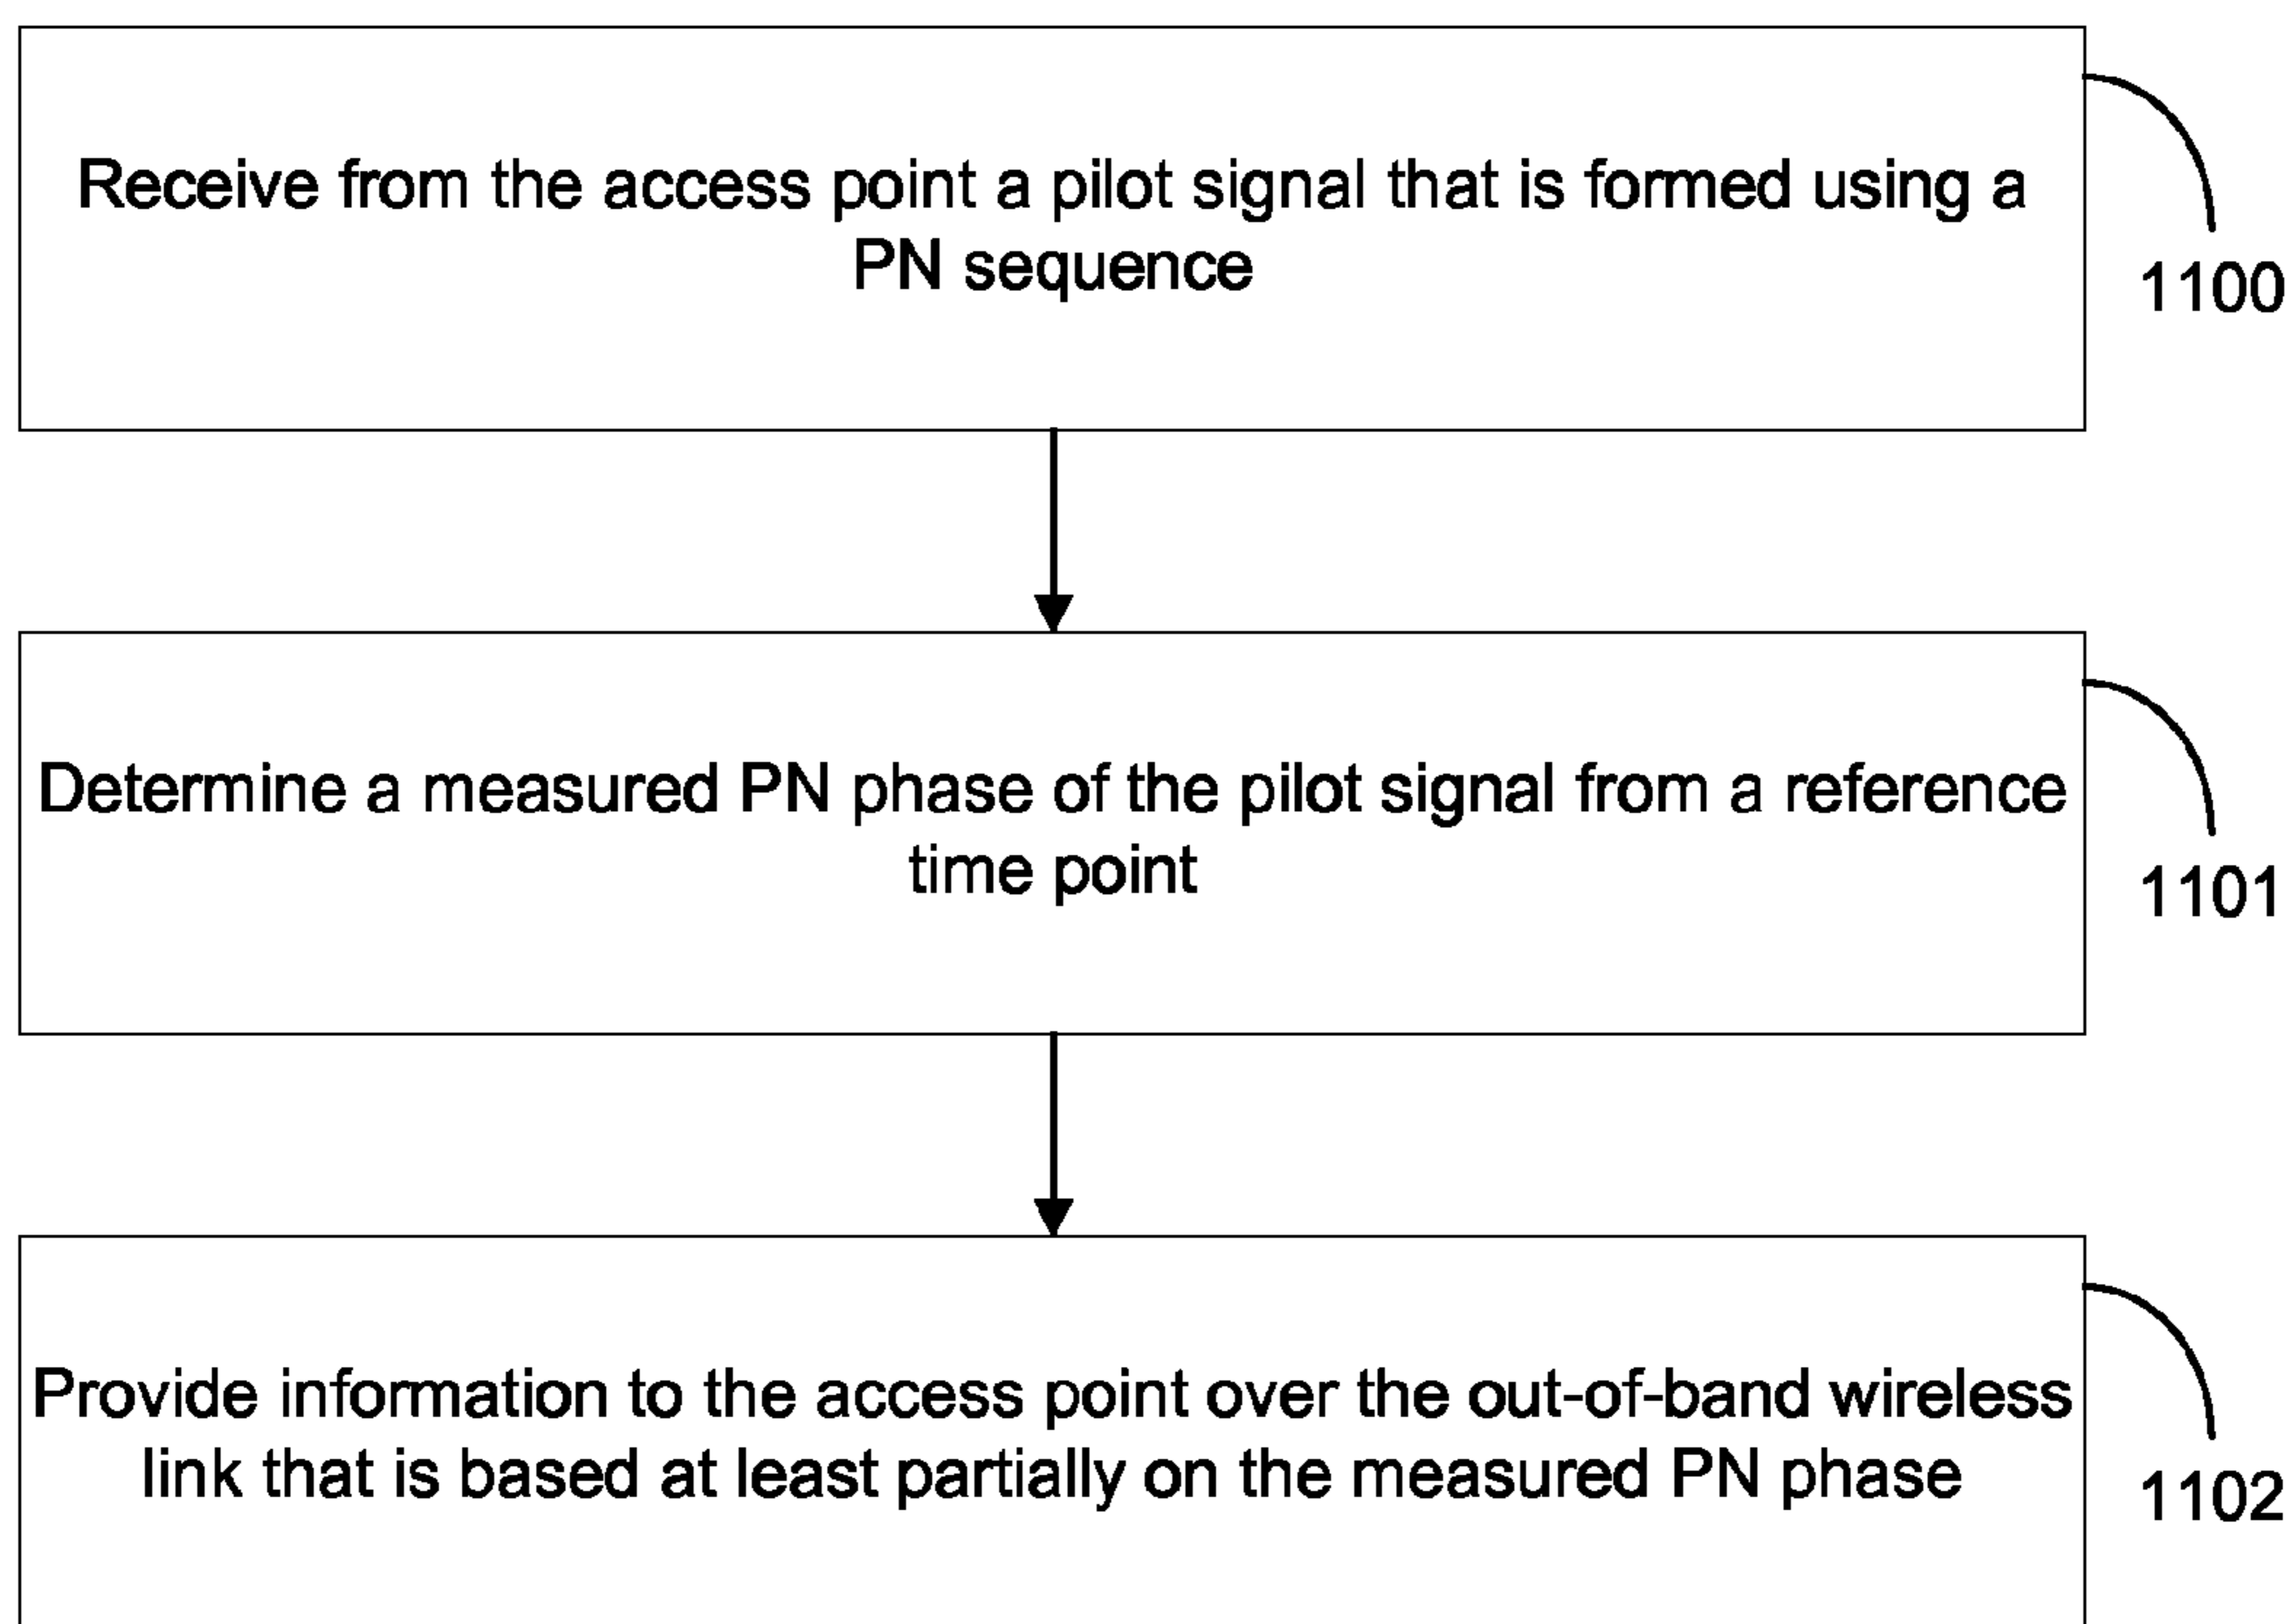 Receive from the access point a pilot signal that is formed using a
PN sequence
1100
Determine a measured PN phase of the pilot signal from a reference
time point
1101
Provide information to the access point over the out-of-band wireless
link that is based at least partially on the measured PN phase
1102